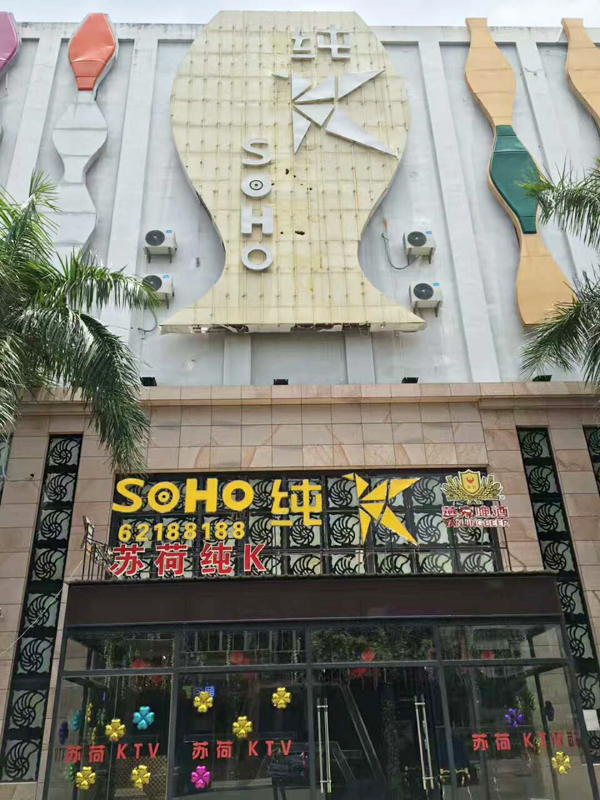 纯K
SOHO
SOHO 纯K
62188188
苏荷纯K
燕京啤酒
YANJING BEER
苏荷 KTV
苏荷 KTV
苏荷 KTV